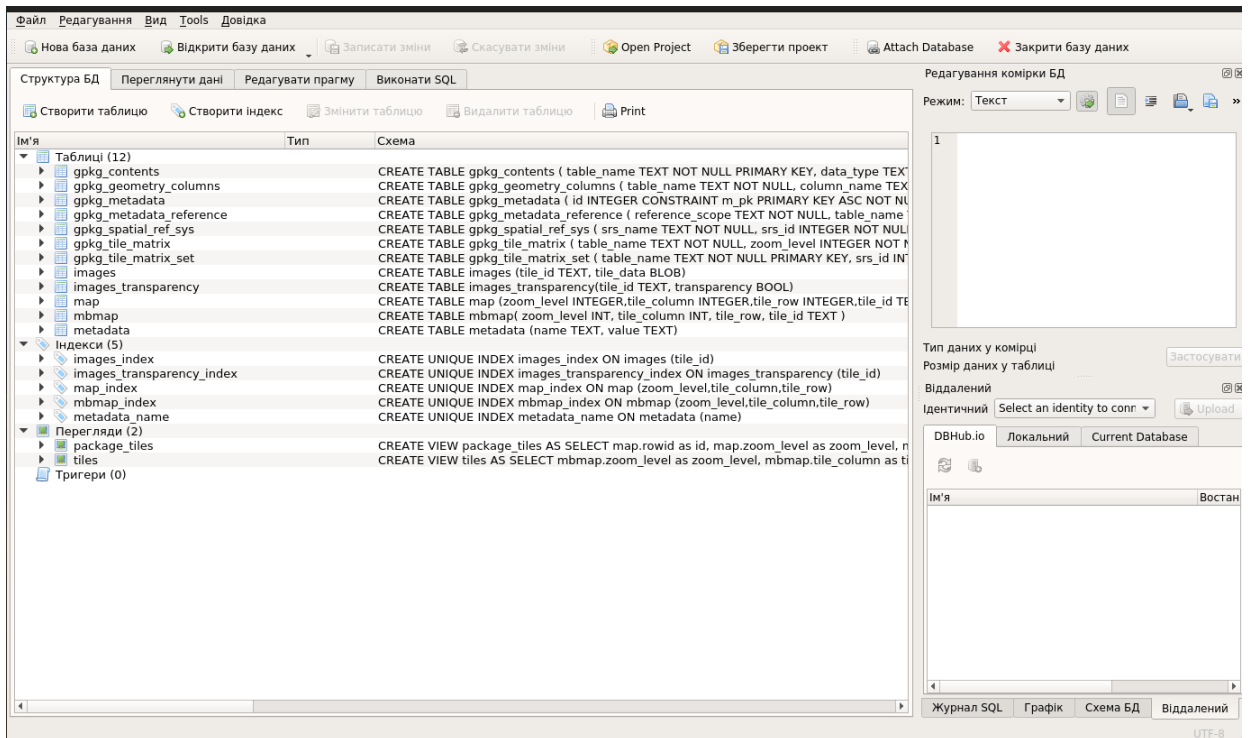 Файл Редагування Вид Tools Довідка
Нова база даних Відкрити базу даних Записати зміни Скасувати зміни Open Project Зберегти проект Attach Database Закрити базу даних
Структура БД Переглянути дані Редагувати прагму Виконати SQL
Створити таблицю Створити індекс Змінити таблицю Видалити таблицю Print
Ім'я Тип Схема
Таблиці (12)
gpkg_contents CREATE TABLE gpkg_contents ( table_name TEXT NOT NULL PRIMARY KEY, data_type TEXT
gpkg_geometry_columns CREATE TABLE gpkg_geometry_columns ( table_name TEXT NOT NULL, column_name TEX
gpkg_metadata CREATE TABLE gpkg_metadata ( id INTEGER CONSTRAINT m_pk PRIMARY KEY ASC NOT NU
gpkg_metadata_reference CREATE TABLE gpkg_metadata_reference ( reference_scope TEXT NOT NULL, table_name
gpkg_spatial_ref_sys CREATE TABLE gpkg_spatial_ref_sys ( srs_name TEXT NOT NULL, srs_id INTEGER NOT NULL
gpkg_tile_matrix CREATE TABLE gpkg_tile_matrix ( table_name TEXT NOT NULL, zoom_level INTEGER NOT N
gpkg_tile_matrix_set CREATE TABLE gpkg_tile_matrix_set ( table_name TEXT NOT NULL PRIMARY KEY, srs_id INT
images CREATE TABLE images (tile_id TEXT, tile_data BLOB)
images_transparency CREATE TABLE images_transparency(tile_id TEXT, transparency BOOL)
map CREATE TABLE map (zoom_level INTEGER,tile_column INTEGER,tile_row INTEGER,tile_id TE
mbmap CREATE TABLE mbmap( zoom_level INT, tile_column INT, tile_row, tile_id TEXT )
metadata CREATE TABLE metadata (name TEXT, value TEXT)
Індекси (5)
images_index CREATE UNIQUE INDEX images_index ON images (tile_id)
images_transparency_index CREATE UNIQUE INDEX images_transparency_index ON images_transparency (tile_id)
map_index CREATE UNIQUE INDEX map_index ON map (zoom_level,tile_column,tile_row)
mbmap_index CREATE UNIQUE INDEX mbmap_index ON mbmap (zoom_level,tile_column,tile_row)
metadata_name CREATE UNIQUE INDEX metadata_name ON metadata (name)
Перегляди (2)
package_tiles CREATE VIEW package_tiles AS SELECT map.rowid as id, map.zoom_level as zoom_level, n
tiles CREATE VIEW tiles AS SELECT mbmap.zoom_level as zoom_level, mbmap.tile_column as ti
Тригери (0)
Редагування комірки БД
Режим: Текст »
1
Тип даних у комірці
Розмір даних у таблиці
Застосувати
Віддалений
Ідентичний Select an identity to conn Upload
DBHub.io Локальний Current Database
Ім'я Востан
Журнал SQL Графік Схема БД Віддалений
UTF-8